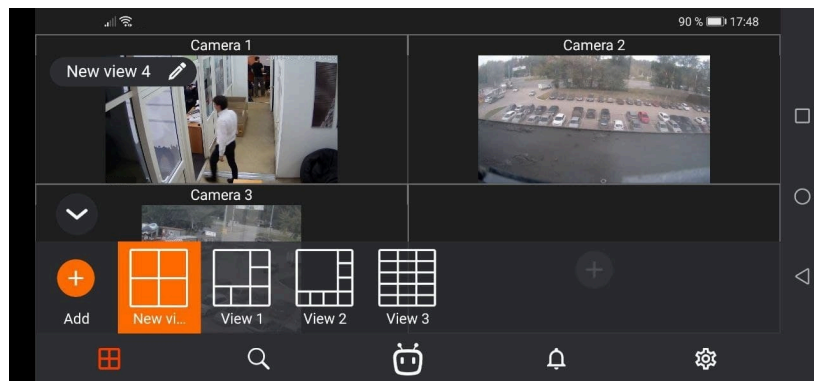 90 % 17:48
Camera 1
Camera 2
New view 4
Camera 3
Add
New vi...
View 1
View 2
View 3